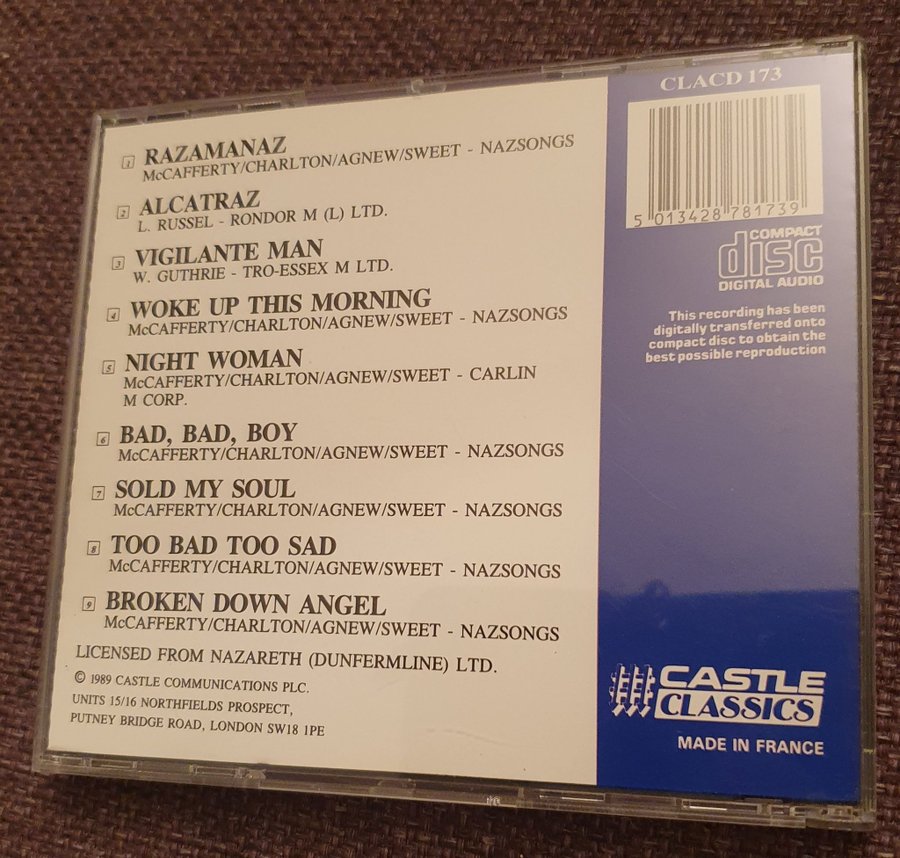 1 RAZAMANAZ
McCAFFERTY/CHARLTON/AGNEW/SWEET - NAZSONGS
2 ALCATRAZ
L. RUSSEL - RONDOR M (L) LTD.
3 VIGILANTE MAN
W. GUTHRIE - TRO-ESSEX M LTD.
4 WOKE UP THIS MORNING
McCAFFERTY/CHARLTON/AGNEW/SWEET - NAZSONGS
5 NIGHT WOMAN
McCAFFERTY/CHARLTON/AGNEW/SWEET - CARLIN
M CORP.
6 BAD, BAD, BOY
McCAFFERTY/CHARLTON/AGNEW/SWEET - NAZSONGS
7 SOLD MY SOUL
McCAFFERTY/CHARLTON/AGNEW/SWEET - NAZSONGS
8 TOO BAD TOO SAD
McCAFFERTY/CHARLTON/AGNEW/SWEET - NAZSONGS
9 BROKEN DOWN ANGEL
McCAFFERTY/CHARLTON/AGNEW/SWEET - NAZSONGS
LICENSED FROM NAZARETH (DUNFERMLINE) LTD.
© 1989 CASTLE COMMUNICATIONS PLC.
UNITS 15/16 NORTHFIELDS PROSPECT,
PUTNEY BRIDGE ROAD, LONDON SW18 1PE
CLACD 173
5 013428 781739
COMPACT
disc
DIGITAL AUDIO
This recording has been
digitally transferred onto
compact disc to obtain the
best possible reproduction
CASTLE
CLASSICS
MADE IN FRANCE